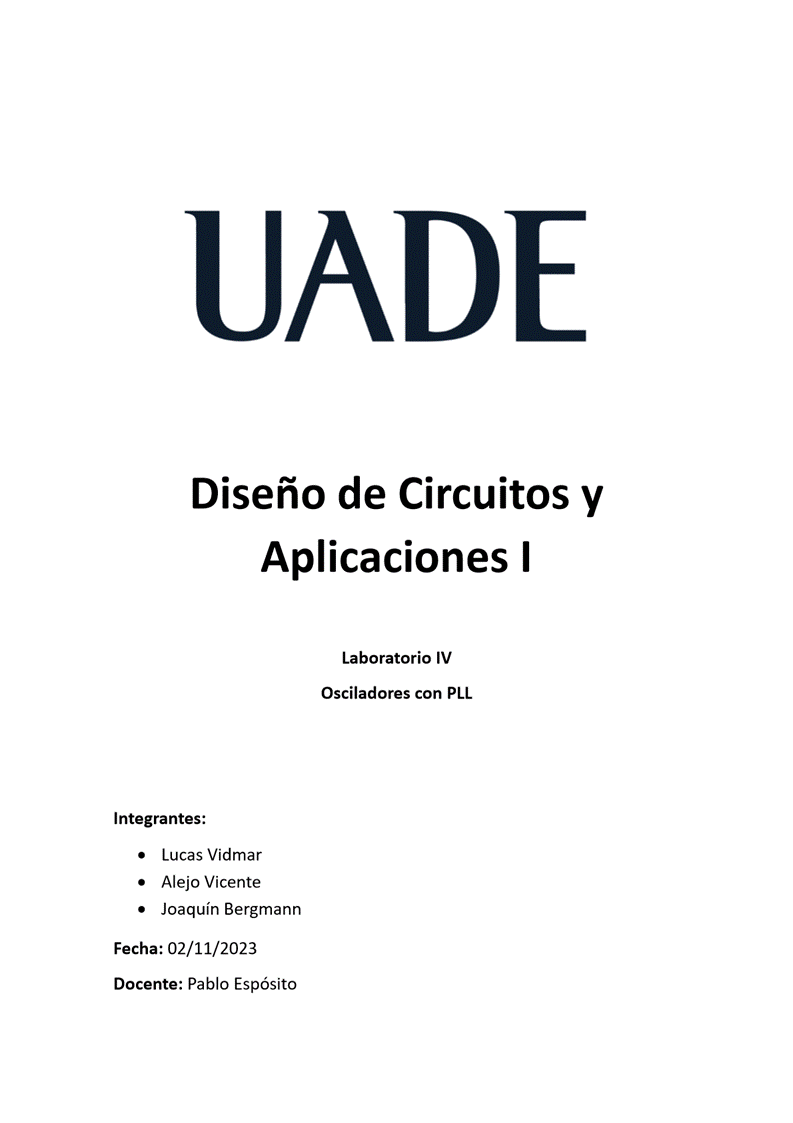 UADE
Diseño de Circuitos y
Aplicaciones I
Laboratorio IV
Osciladores con PLL
Integrantes:
• Lucas Vidmar
• Alejo Vicente
• Joaquín Bergmann
Fecha: 02/11/2023
Docente: Pablo Espósito